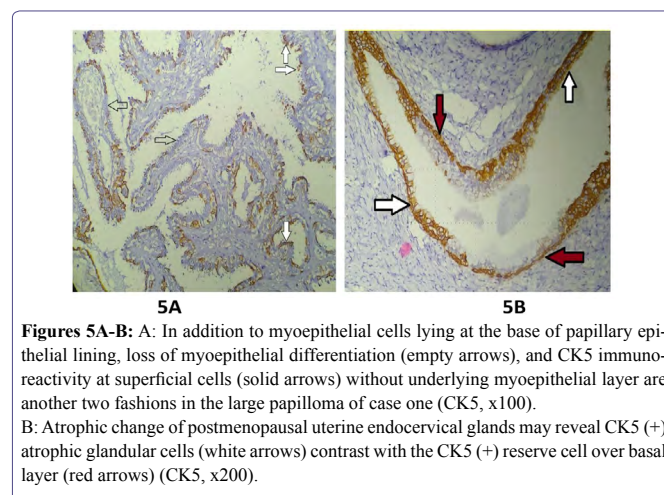 5A 5B
Figures 5A-B: A: In addition to myoepithelial cells lying at the base of papillary epi-
thelial lining, loss of myoepithelial differentiation (empty arrows), and CK5 immuno-
reactivity at superficial cells (solid arrows) without underlying myoepithelial layer are
another two fashions in the large papilloma of case one (CK5, x100).
B: Atrophic change of postmenopausal uterine endocervical glands may reveal CK5 (+)
atrophic glandular cells (white arrows) contrast with the CK5 (+) reserve cell over basal
layer (red arrows) (CK5, x200).